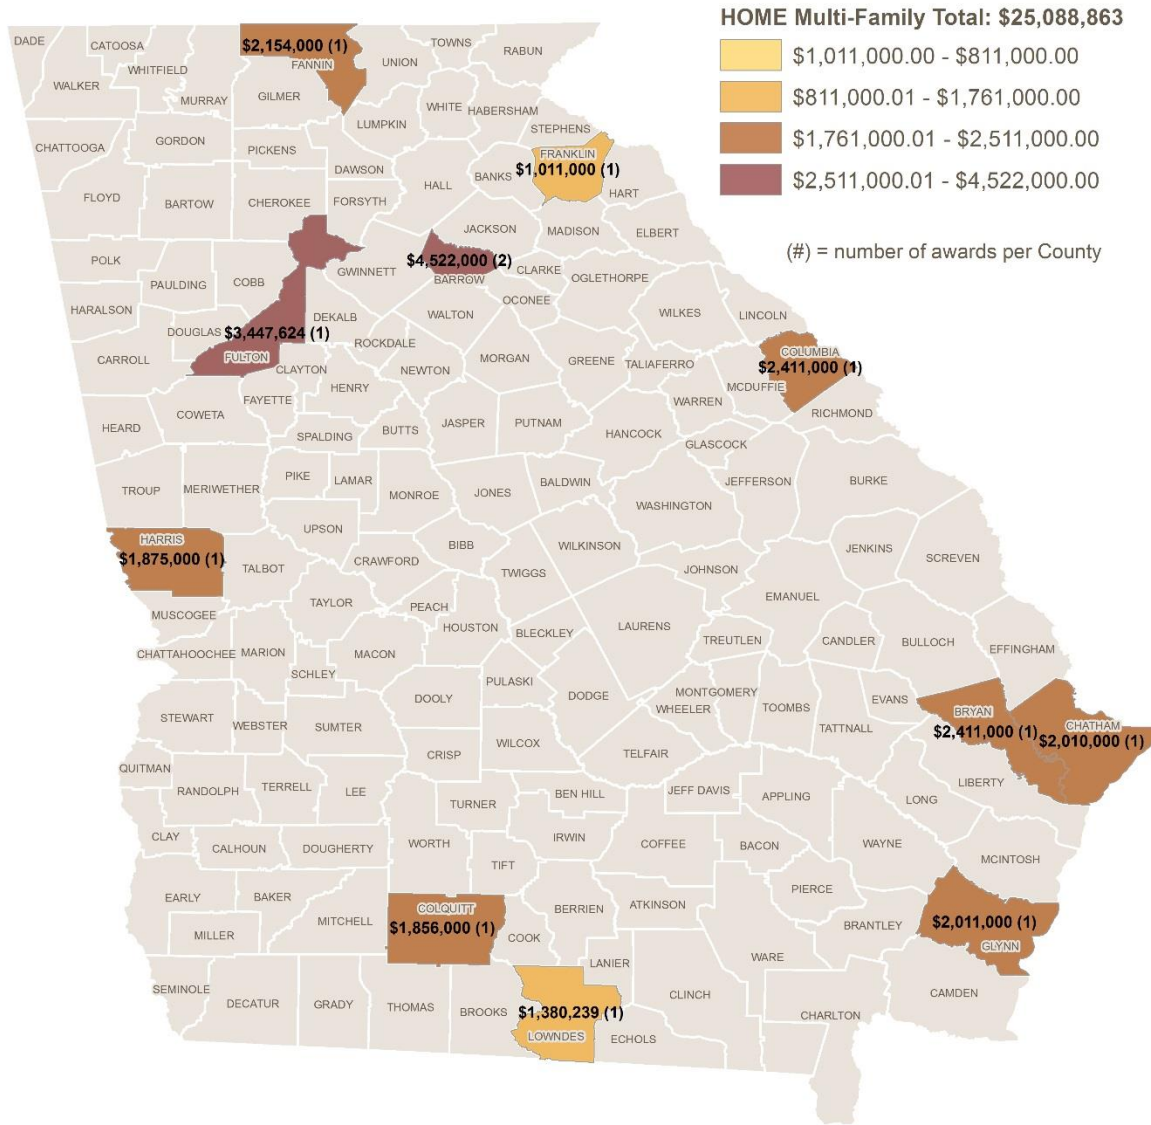 HOME Multi-Family Total: $25,088,863
$1,011,000.00 - $811,000.00
$811,000.01 - $1,761,000.00
$1,761,000.01 - $2,511,000.00
$2,511,000.01 - $4,522,000.00
(#) = number of awards per County
DADE
CATOOSA
WHITFIELD
WALKER
MURRAY
$2,154,000 (1)
FANNIN
GILMER
UNION
TOWNS
RABUN
WHITE
HABERSHAM
LUMPKIN
STEPHENS
CHATTOOGA
GORDON
PICKENS
DAWSON
HALL
BANKS
FRANKLIN
$1,011,000 (1)
HART
FLOYD
BARTOW
CHEROKEE
FORSYTH
JACKSON
MADISON
ELBERT
POLK
PAULDING
COBB
GWINNETT
$4,522,000 (2)
BARROW
CLARKE
OCONEE
OGLETHORPE
HARALSON
DOUGLAS
$3,447,624 (1)
FULTON
DEKALB
ROCKDALE
WALTON
WILKES
LINCOLN
CARROLL
CLAYTON
HENRY
NEWTON
MORGAN
GREENE
TALIAFERRO
COLUMBIA
$2,411,000 (1)
MCDUFFIE
WARREN
RICHMOND
HEARD
COWETA
FAYETTE
SPALDING
BUTTS
JASPER
PUTNAM
HANCOCK
GLASCOCK
JEFFERSON
BURKE
TROUP
MERIWETHER
PIKE
LAMAR
MONROE
JONES
BALDWIN
WASHINGTON
UPSON
HARRIS
$1,875,000 (1)
TALBOT
CRAWFORD
BIBB
TWIGGS
WILKINSON
JOHNSON
JENKINS
SCREVEN
EMANUEL
MUSCOGEE
TAYLOR
PEACH
HOUSTON
BLECKLEY
LAURENS
TREUTLEN
CANDLER
BULLOCH
EFFINGHAM
CHATTAHOOCHEE
MARION
SCHLEY
MACON
PULASKI
DOOLY
DODGE
MONTGOMERY
WHEELER
TOOMBS
EVANS
TATTNALL
BRYAN
$2,411,000 (1)
CHATHAM
$2,010,000 (1)
STEWART
WEBSTER
SUMTER
CRISP
WILCOX
TELFAIR
LIBERTY
LONG
QUITMAN
RANDOLPH
TERRELL
LEE
TURNER
BEN HILL
JEFF DAVIS
APPLING
CLAY
CALHOUN
DOUGHERTY
WORTH
TIFT
IRWIN
COFFEE
BACON
WAYNE
MCINTOSH
EARLY
BAKER
MILLER
MITCHELL
COLQUITT
$1,856,000 (1)
COOK
BERRIEN
ATKINSON
PIERCE
BRANTLEY
$2,011,000 (1)
GLYNN
WARE
LANIER
CLINCH
CAMDEN
SEMINOLE
DECATUR
GRADY
THOMAS
BROOKS
$1,380,239 (1)
LOWNDES
ECHOLS
CHARLTON